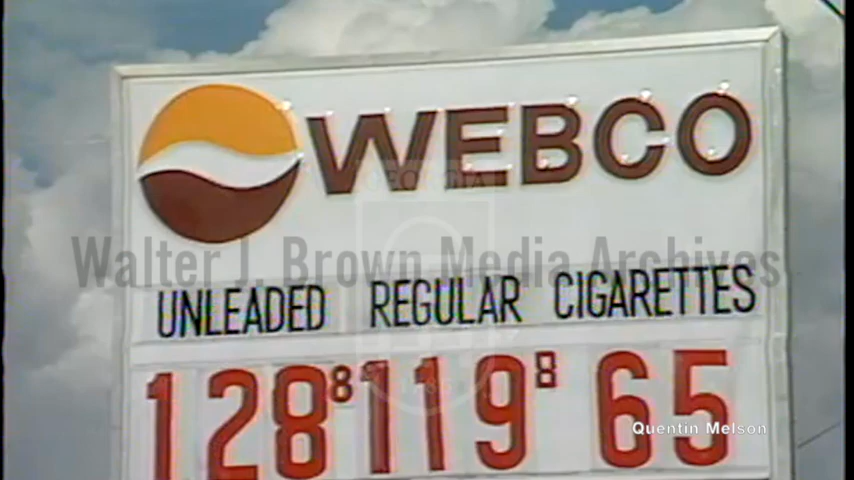 WEBCO
Walter J. Brown Media Archives
UNLEADED REGULAR CIGARETTES
128⁸ 119⁸ 65
Quentin Melson